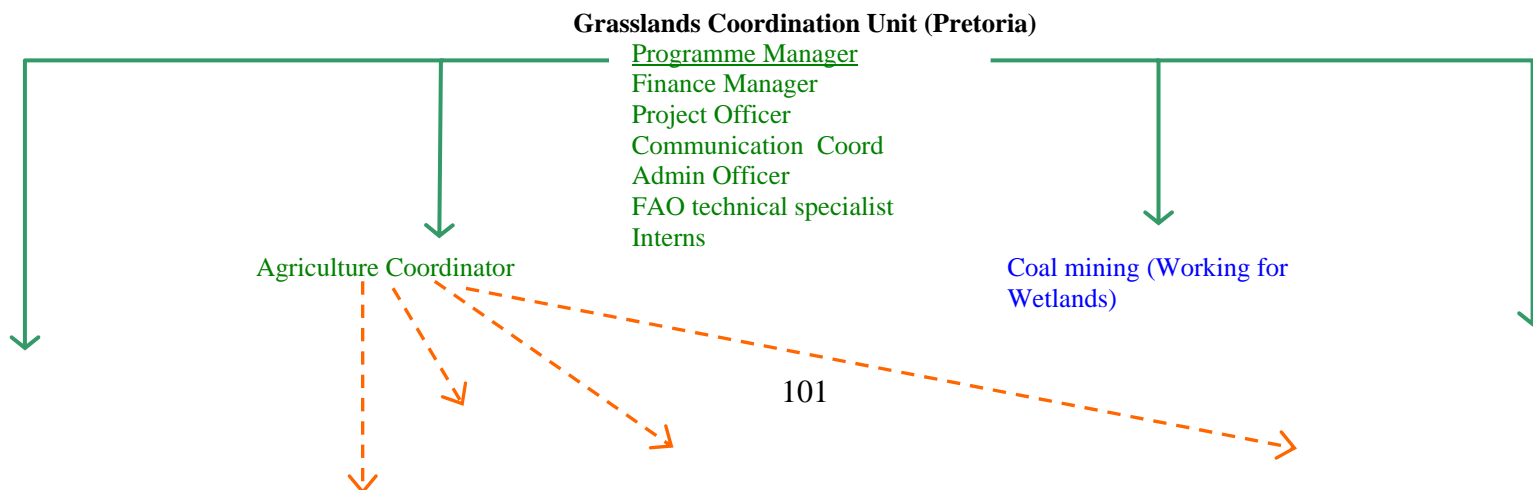 Grasslands Coordination Unit (Pretoria)
Programme Manager
Finance Manager
Project Officer
Communication  Coord
Admin Officer
FAO technical specialist
Interns
Agriculture Coordinator
Coal mining (Working for
Wetlands)
101